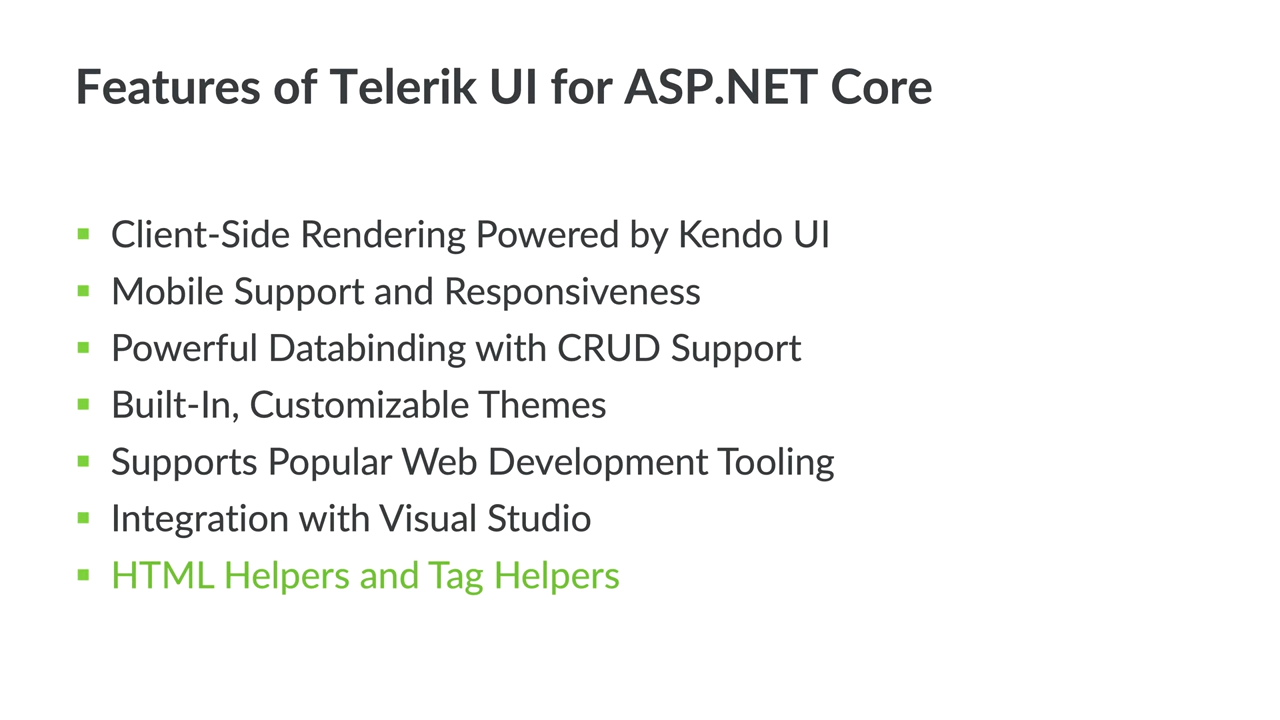 Features of Telerik UI for ASP.NET Core
Client-Side Rendering Powered by Kendo UI
Mobile Support and Responsiveness
Powerful Databinding with CRUD Support
Built-In, Customizable Themes
Supports Popular Web Development Tooling
Integration with Visual Studio
HTML Helpers and Tag Helpers